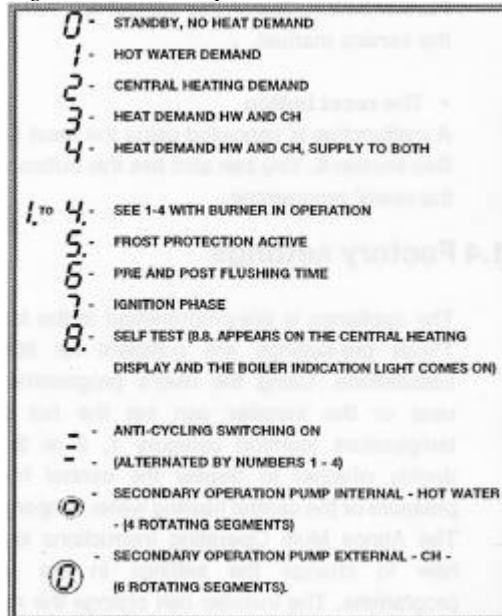 0 - STANDBY, NO HEAT DEMAND
1 - HOT WATER DEMAND
2 - CENTRAL HEATING DEMAND
3 - HEAT DEMAND HW AND CH
4 - HEAT DEMAND HW AND CH, SUPPLY TO BOTH
1. TO 4. - SEE 1-4 WITH BURNER IN OPERATION
5. - FROST PROTECTION ACTIVE
6. - PRE AND POST FLUSHING TIME
7. - IGNITION PHASE
8. - SELF TEST (8.8. APPEARS ON THE CENTRAL HEATING
DISPLAY AND THE BOILER INDICATION LIGHT COMES ON)
- ANTI-CYCLING SWITCHING ON
(ALTERNATED BY NUMBERS 1 - 4)
- SECONDARY OPERATION PUMP INTERNAL - HOT WATER
- (4 ROTATING SEGMENTS)
- SECONDARY OPERATION PUMP EXTERNAL - CH -
(6 ROTATING SEGMENTS).